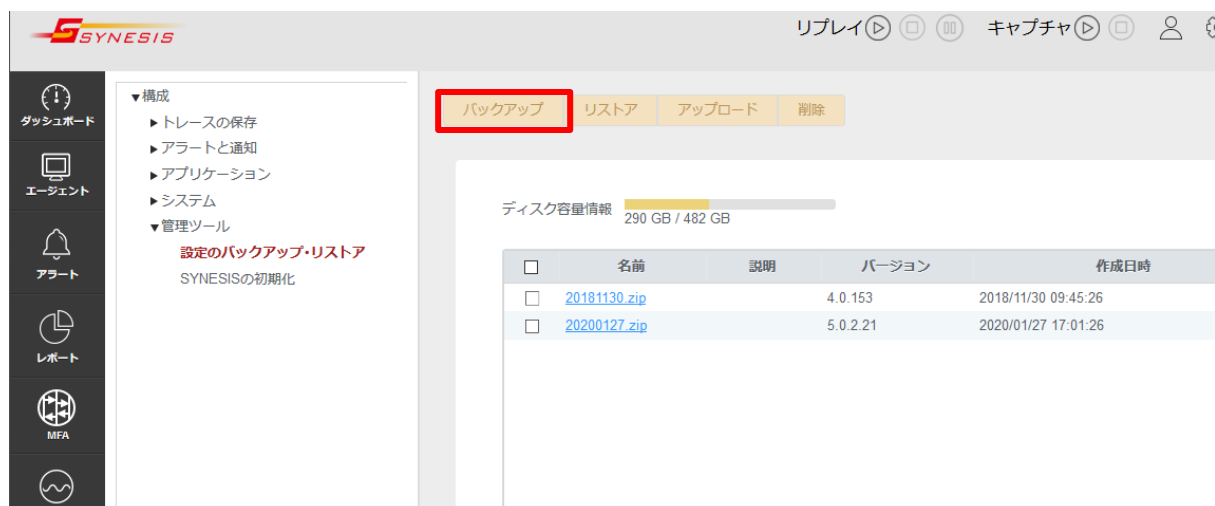 SYNESIS
リプレイ キャプチャ
ダッシュボード
エージェント
アラート
レポート
MFA
▼構成
▶トレースの保存
▶アラートと通知
▶アプリケーション
▶システム
▼管理ツール
設定のバックアップ・リストア
SYNESISの初期化
バックアップ リストア アップロード 削除
ディスク容量情報 290 GB / 482 GB
名前 説明 バージョン 作成日時
20181130.zip 4.0.153 2018/11/30 09:45:26
20200127.zip 5.0.2.21 2020/01/27 17:01:26